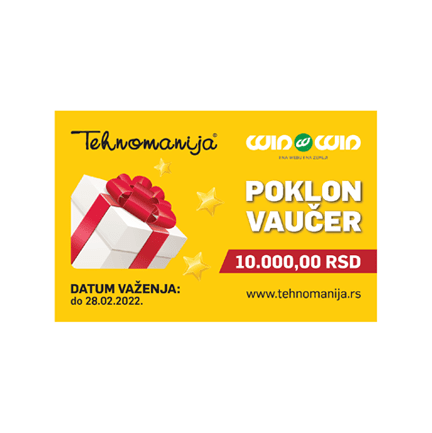 Tehnomanija®
WIN WIN
POKLON
VAUČER
10.000,00 RSD
DATUM VAŽENJA:
do 28.02.2022.
www.tehnomanija.rs